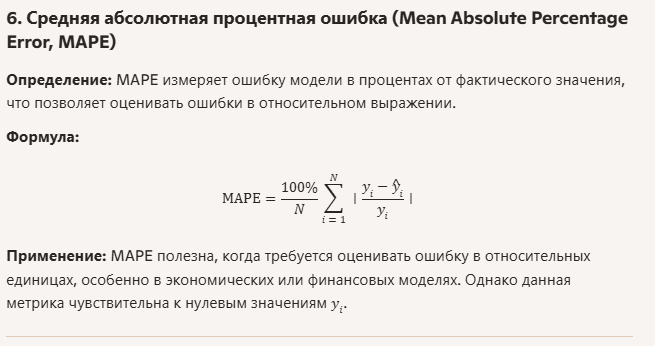 6. Средняя абсолютная процентная ошибка (Mean Absolute Percentage
Error, MAPE)
Определение: MAPE измеряет ошибку модели в процентах от фактического значения,
что позволяет оценивать ошибки в относительном выражении.
Формула:
MAPE = \frac{100\%}{N} \sum_{i=1}^{N} | \frac{y_i - \hat{y}_i}{y_i} |
Применение: MAPE полезна, когда требуется оценивать ошибку в относительных
единицах, особенно в экономических или финансовых моделях. Однако данная
метрика чувствительна к нулевым значениям y_i.